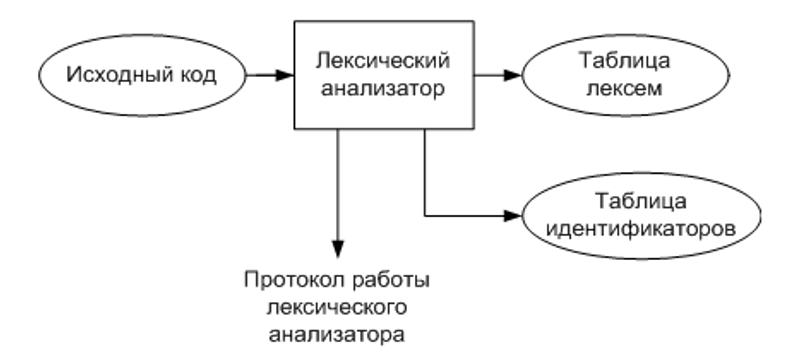 Исходный код
Лексический
анализатор
Таблица
лексем
Таблица
идентификаторов
Протокол работы
лексического
анализатора